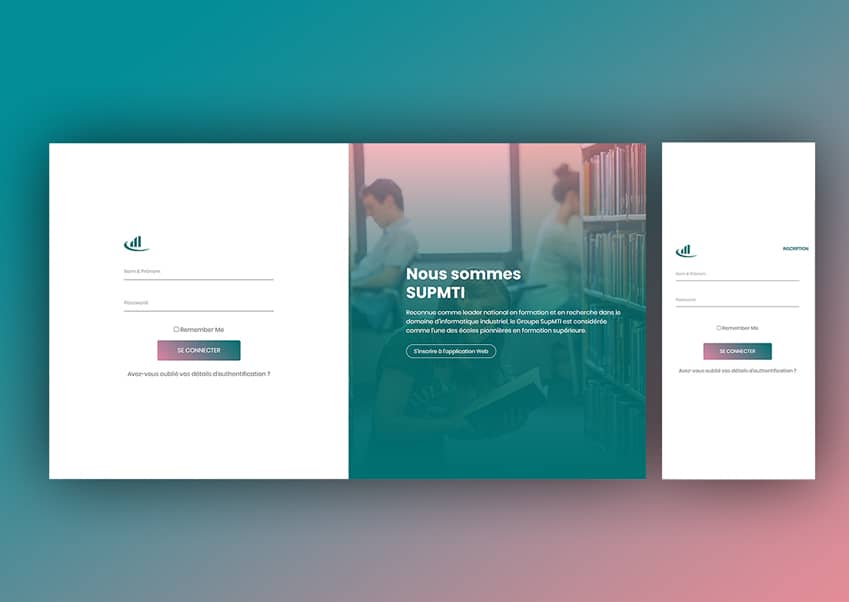 Nom & Prénom
Password
Remember Me
SE CONNECTER
Avez-vous oublié vos détails d'authentification ?
Nous sommes
SUPMTI
Reconnue comme leader national en formation et en recherche dans le
domaine d'informatique industriel, le Groupe SupMTI est considérée
comme l'une des écoles pionnières en formation supérieure.
S'inscrire à l'application Web
INSCRIPTION
Nom & Prénom
Password
Remember Me
SE CONNECTER
Avez-vous oublié vos détails d'authentification ?